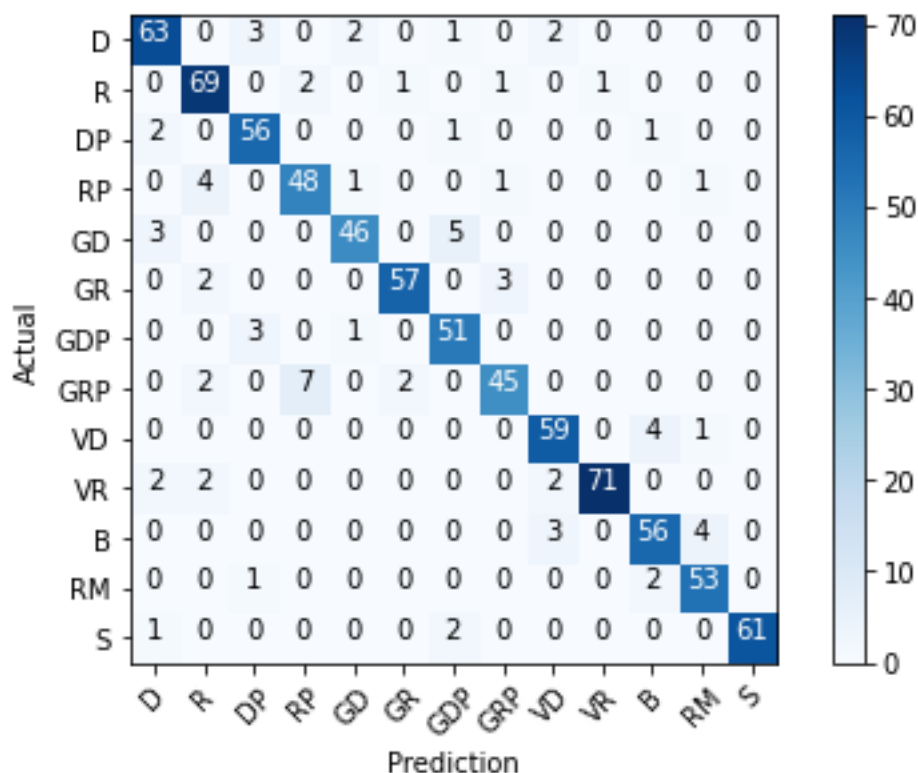 D 63 0 3 0 2 0 1 0 2 0 0 0 0
R 0 69 0 2 0 1 0 1 0 1 0 0 0
DP 2 0 56 0 0 0 1 0 0 0 1 0 0
RP 0 4 0 48 1 0 0 1 0 0 0 1 0
GD 3 0 0 0 46 0 5 0 0 0 0 0 0
GR 0 2 0 0 0 57 0 3 0 0 0 0 0
GDP 0 0 3 0 1 0 51 0 0 0 0 0 0
GRP 0 2 0 7 0 2 0 45 0 0 0 0 0
VD 0 0 0 0 0 0 0 0 59 0 4 1 0
VR 2 2 0 0 0 0 0 0 2 71 0 0 0
B 0 0 0 0 0 0 0 0 3 0 56 4 0
RM 0 0 1 0 0 0 0 0 0 0 2 53 0
S 1 0 0 0 0 0 2 0 0 0 0 0 61
D R DP RP GD GR GDP GRP VD VR B RM S
Prediction
Actual
70
60
50
40
30
20
10
0